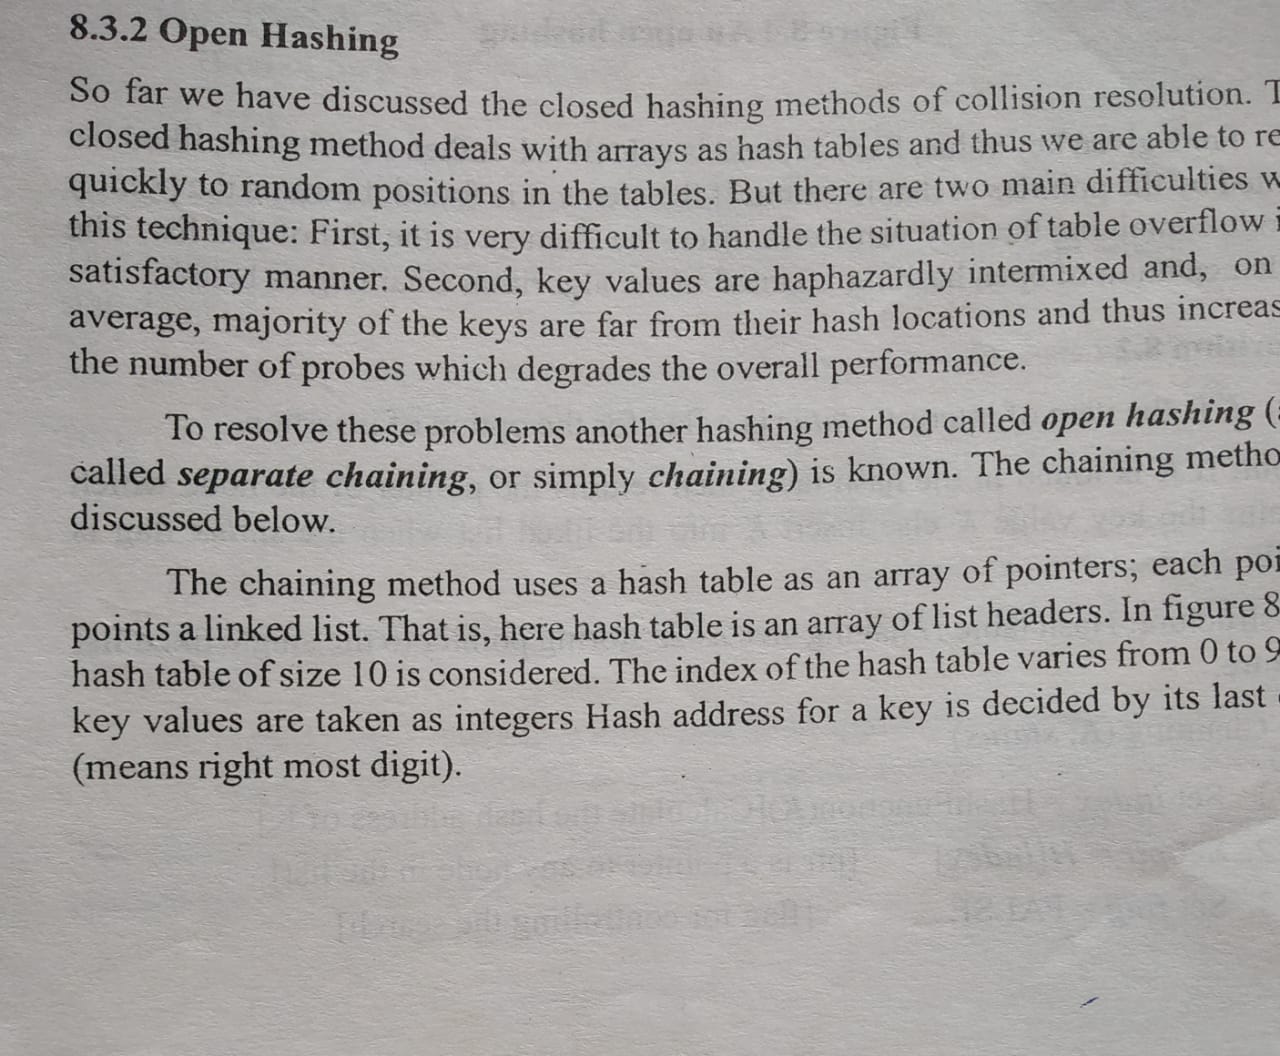 8.3.2 Open Hashing
So far we have discussed the closed hashing methods of collision resolution.
closed hashing method deals with arrays as hash tables and thus we are able to
quickly to random positions in the tables. But there are two main difficulties
this technique: First, it is very difficult to handle the situation of table overflow
satisfactory manner. Second, key values are haphazardly intermixed and, on
average, majority of the keys are far from their hash locations and thus
the number of probes which degrades the overall performance.
To resolve these problems another hashing method called open hashing (
called separate chaining, or simply chaining) is known. The chaining
discussed below.
The chaining method uses a hash table as an array of pointers; each
points a linked list. That is, here hash table is an array of list headers. In figure 8
hash table of size 10 is considered. The index of the hash table varies from 0 to 9
key values are taken as integers Hash address for a key is decided by its last
(means right most digit).